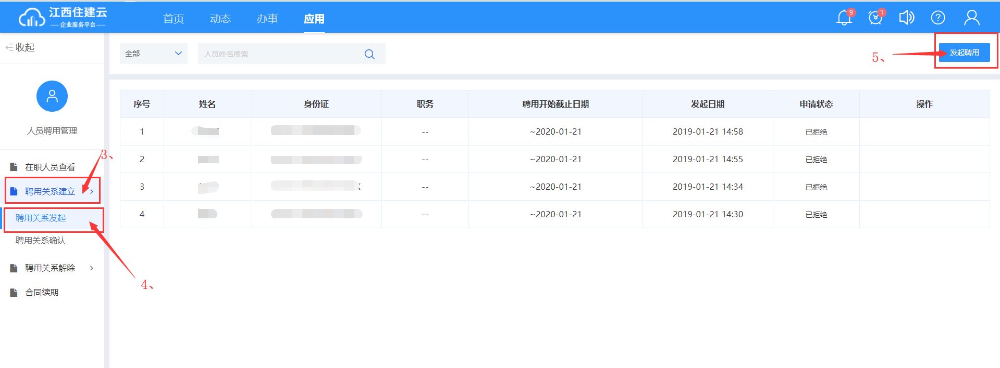 江西住建云
企业服务平台
首页 动态 办事 应用
9 1 ?
收起
全部 人员姓名搜索 5、 发起聘用
人员聘用管理
3、
在职人员查看
聘用关系建立
聘用关系发起
聘用关系确认
4、
聘用关系解除
合同续期
序号 姓名 身份证 职务 聘用开始截止日期 发起日期 申请状态 操作
1 -- ~2020-01-21 2019-01-21 14:58 已拒绝
2 -- ~2020-01-21 2019-01-21 14:55 已拒绝
3 -- ~2020-01-21 2019-01-21 14:34 已拒绝
4 -- ~2020-01-21 2019-01-21 14:30 已拒绝